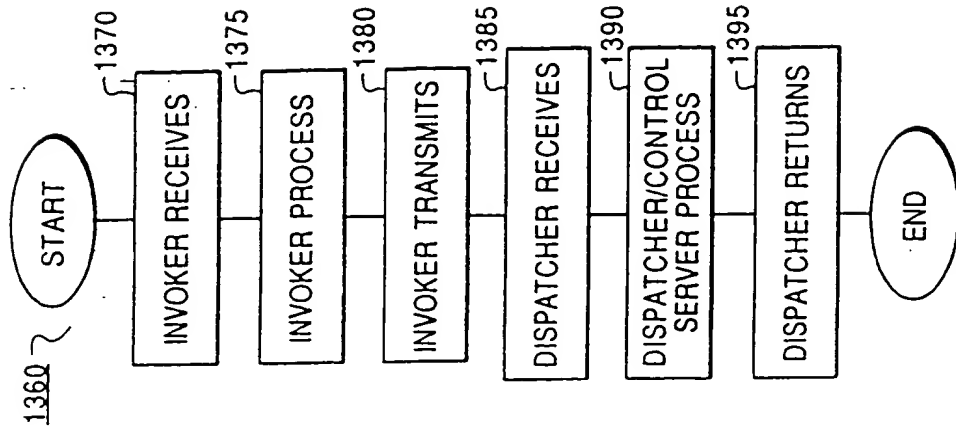 1360
START
1370
INVOKER RECEIVES
1375
INVOKER PROCESS
1380
INVOKER TRANSMITS
1385
DISPATCHER RECEIVES
1390
DISPATCHER/CONTROL
SERVER PROCESS
1395
DISPATCHER RETURNS
END